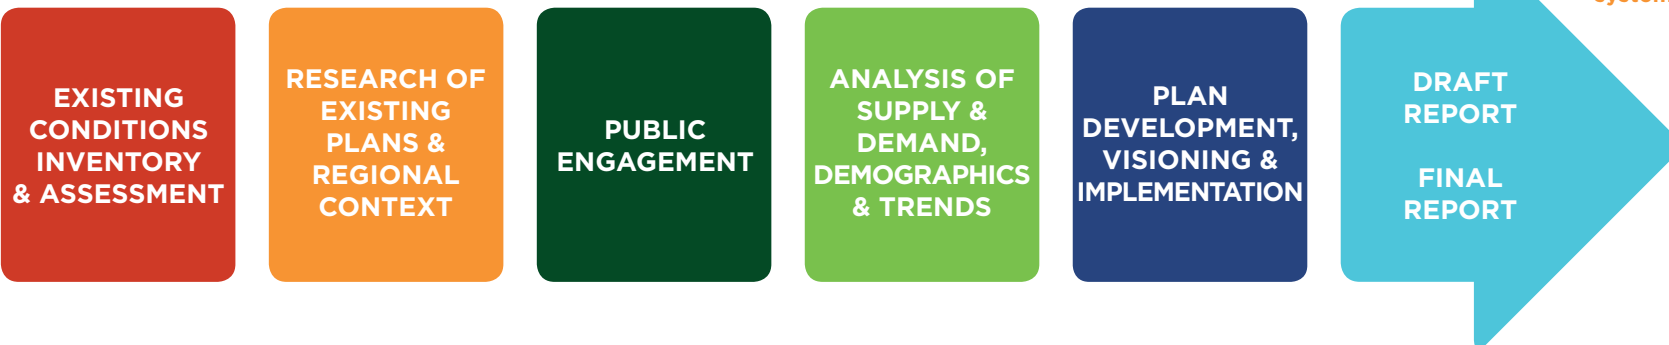 EXISTING
CONDITIONS
INVENTORY
& ASSESSMENT
RESEARCH OF
EXISTING
PLANS &
REGIONAL
CONTEXT
PUBLIC
ENGAGEMENT
ANALYSIS OF
SUPPLY &
DEMAND,
DEMOGRAPHICS
& TRENDS
PLAN
DEVELOPMENT,
VISIONING &
IMPLEMENTATION
DRAFT
REPORT
FINAL
REPORT